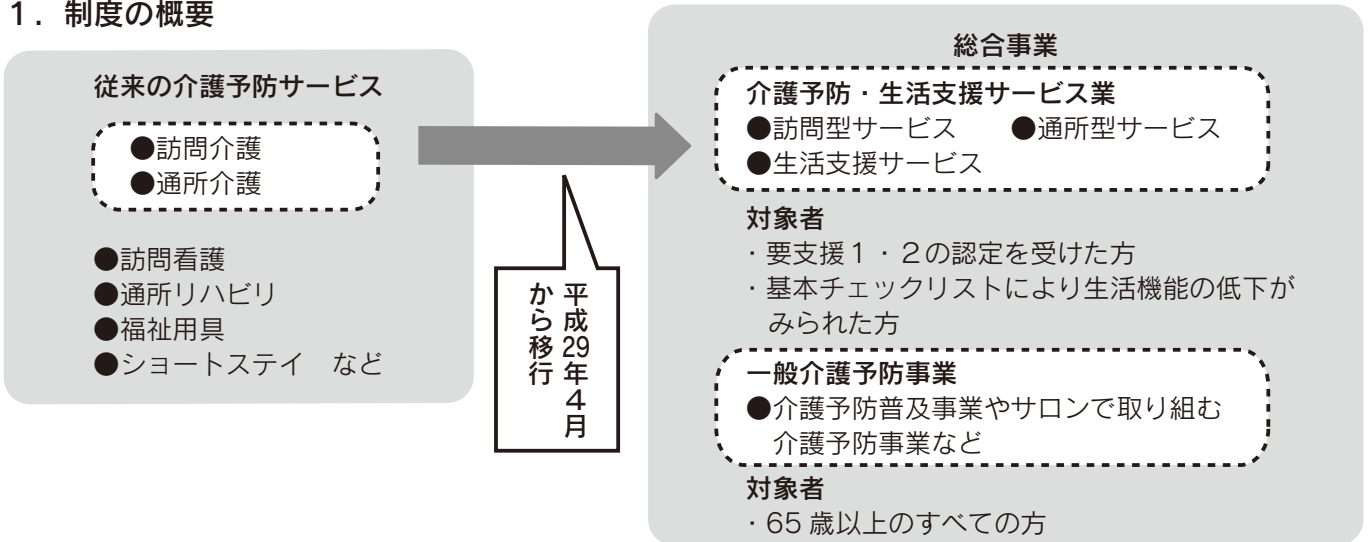 1．制度の概要
従来の介護予防サービス
●訪問介護
●通所介護
●訪問看護
●通所リハビリ
●福祉用具
●ショートステイ　など
平成29年4月
から移行
総合事業
介護予防・生活支援サービス業
●訪問型サービス　●通所型サービス
●生活支援サービス
対象者
・要支援1・2の認定を受けた方
・基本チェックリストにより生活機能の低下が
みられた方
一般介護予防事業
●介護予防普及事業やサロンで取り組む
介護予防事業など
対象者
・65歳以上のすべての方